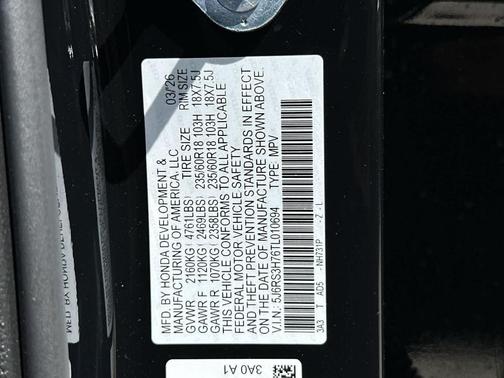 MFD. BY HONDA DEVELOPMENT &
MANUFACTURING OF AMERICA, LLC 03/26
TIRE SIZE RIM SIZE
GVWR 2160KG ( 4761LBS)
GAWR F 1120KG ( 2469LBS) 235/60R18 103H 18X7.5J
GAWR R 1070KG ( 2358LBS) 235/60R18 103H 18X7.5J
THIS VEHICLE CONFORMS TO ALL APPLICABLE
FEDERAL MOTOR VEHICLE SAFETY
AND THEFT PREVENTION STANDARDS IN EFFECT
ON THE DATE OF MANUFACTURE SHOWN ABOVE.
V.I.N.: 5J6RS3H76TL010694 TYPE: MPV
3A3 T AD5 -NH731P -Z-L
3A0 A1